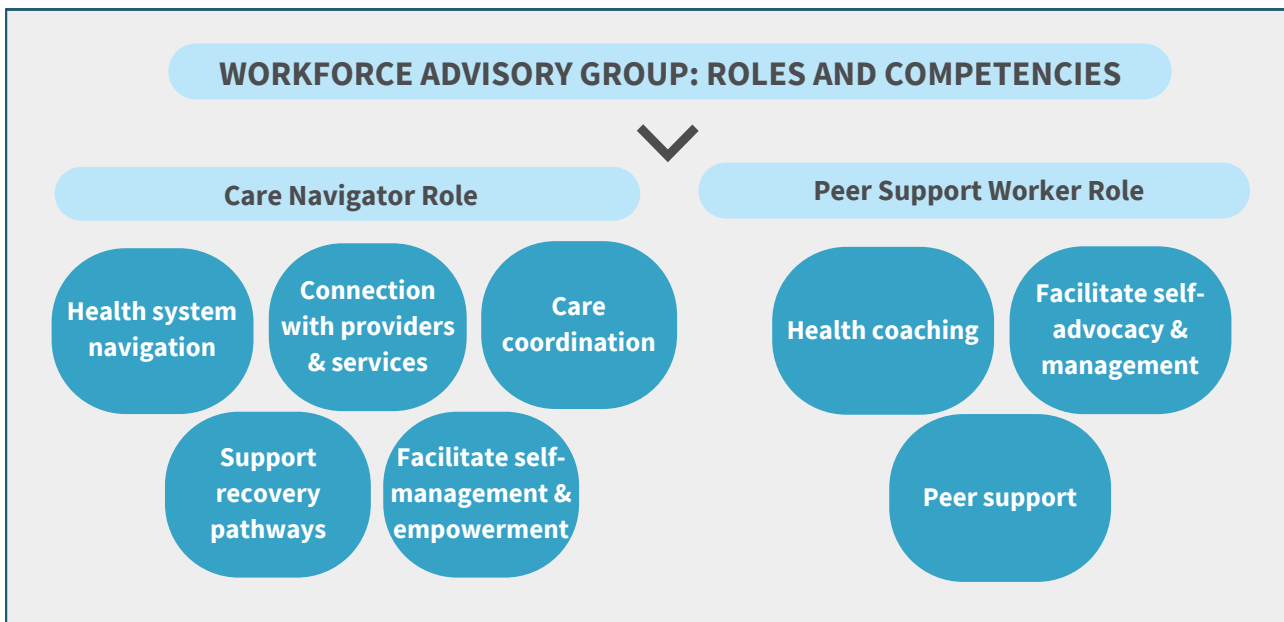 WORKFORCE ADVISORY GROUP: ROLES AND COMPETENCIES
Care Navigator Role
Health system
navigation
Connection
with providers
& services
Care
coordination
Support
recovery
pathways
Facilitate self-
management &
empowerment
Peer Support Worker Role
Health coaching
Facilitate self-
advocacy &
management
Peer support